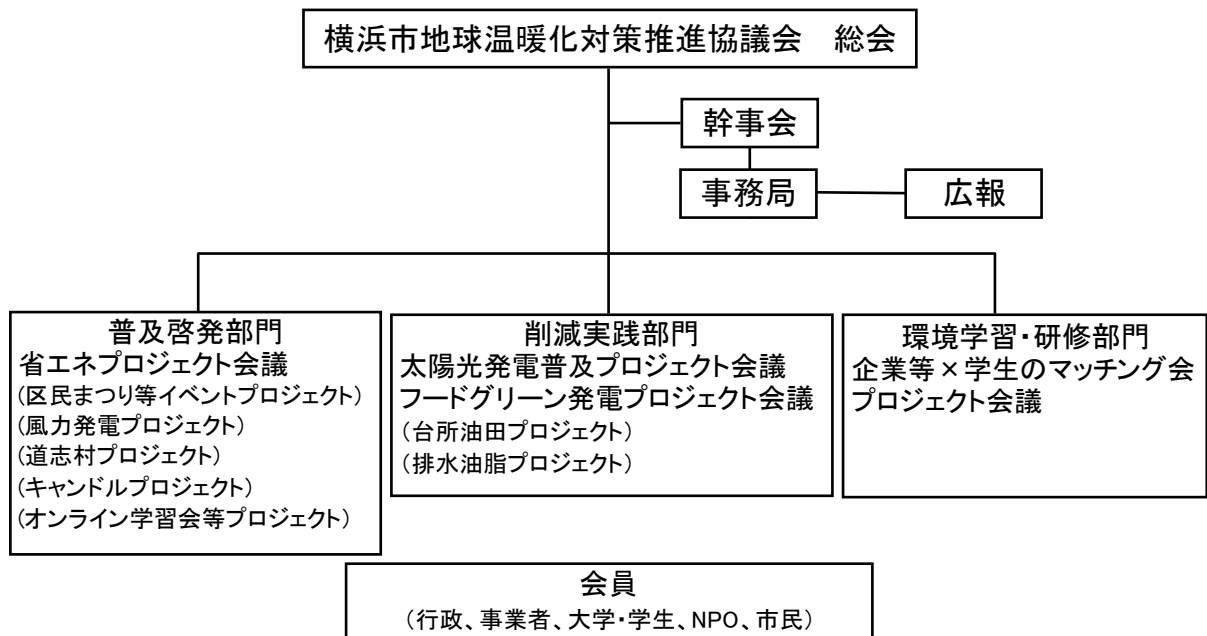 横浜市地球温暖化対策推進協議会　総会
幹事会
事務局
広報
普及啓発部門
省エネプロジェクト会議
(区民まつり等イベントプロジェクト)
(風力発電プロジェクト)
(道志村プロジェクト)
(キャンドルプロジェクト)
(オンライン学習会等プロジェクト)
削減実践部門
太陽光発電普及プロジェクト会議
フードグリーン発電プロジェクト会議
(台所油田プロジェクト)
(排水油脂プロジェクト)
環境学習・研修部門
企業等×学生のマッチング会
プロジェクト会議
会員
(行政、事業者、大学・学生、NPO、市民)